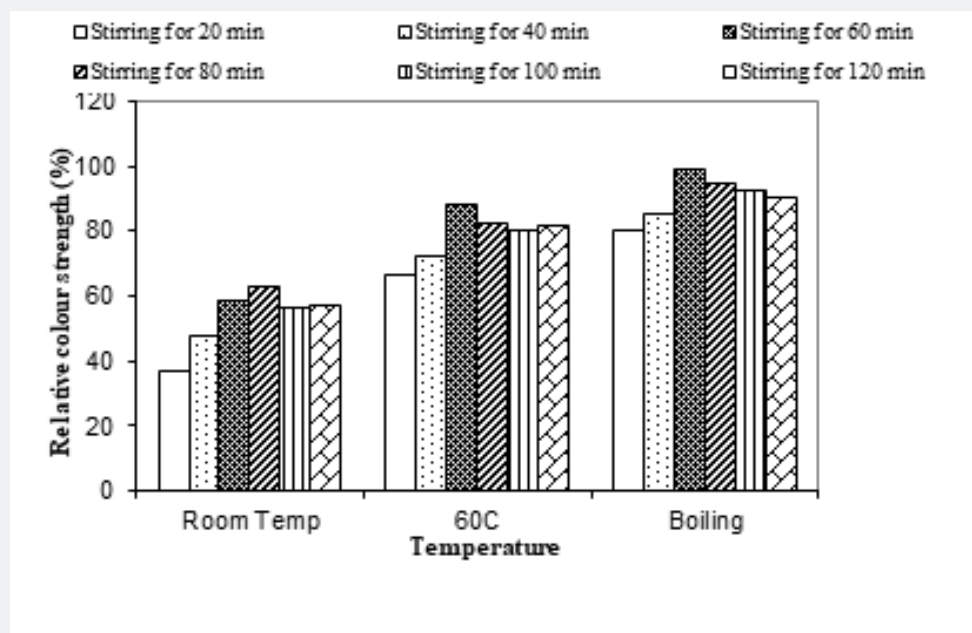 Stirring for 20 min Stirring for 40 min Stirring for 60 min
Stirring for 80 min Stirring for 100 min Stirring for 120 min
120
100
80
60
40
20
0
Relative colour strength (%)
Room Temp 60C Boiling
Temperature